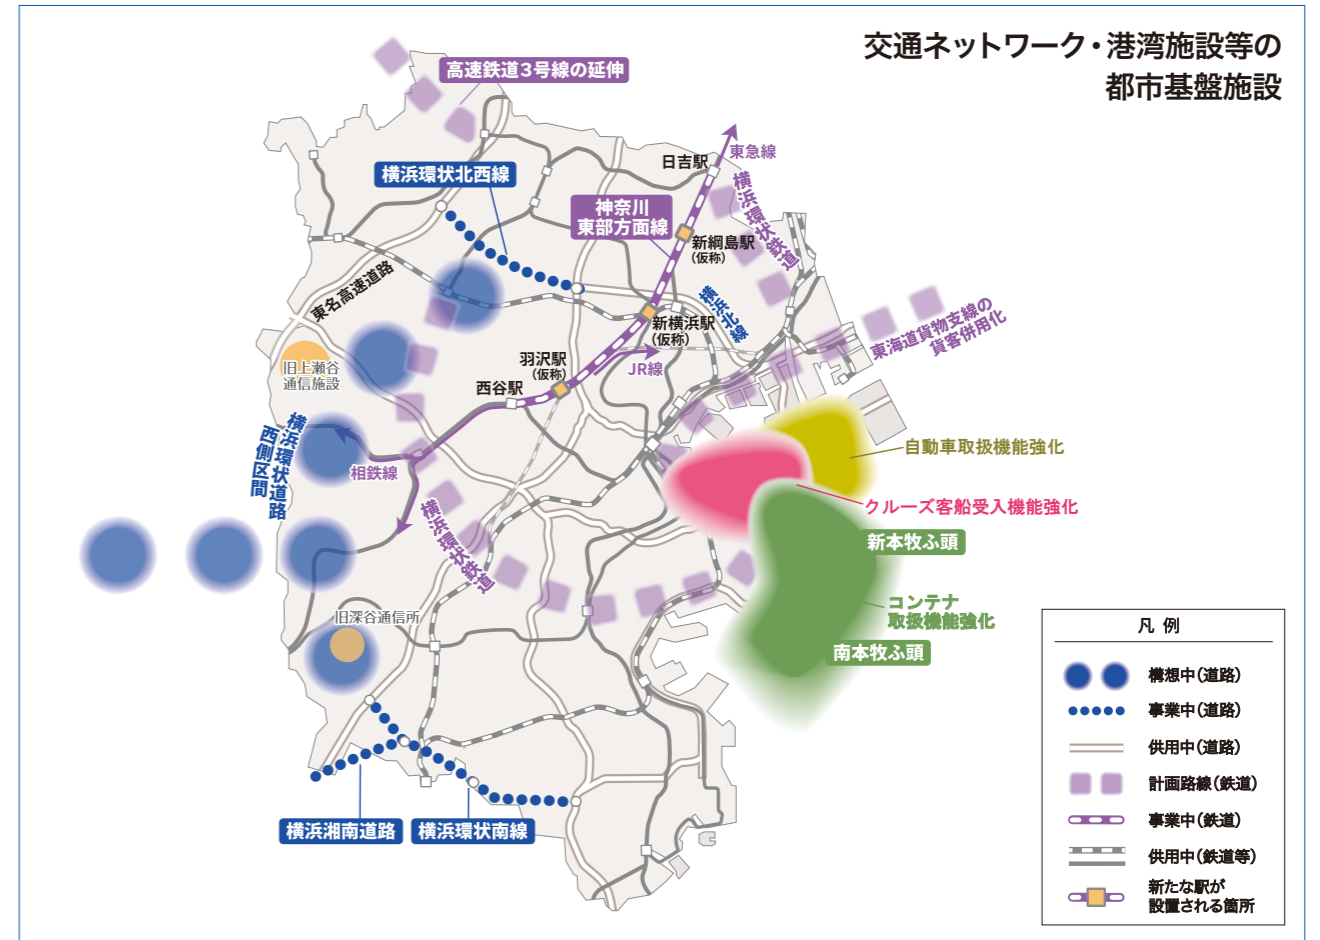 交通ネットワーク・港湾施設等の
都市基盤施設
高速鉄道3号線の延伸
横浜環状北西線
日吉駅
東急線
神奈川
東部方面線
横浜環状鉄道
新綱島駅
（仮称）
東名高速道路
横浜北線
新横浜駅
（仮称）
東海道貨物支線の
貨客併用化
旧上瀬谷
通信施設
羽沢駅
（仮称）
JR線
西谷駅
横浜環状道路
西側区間
相鉄線
自動車取扱機能強化
横浜環状鉄道
クルーズ客船受入機能強化
新本牧ふ頭
コンテナ
取扱機能強化
旧深谷通信所
南本牧ふ頭
横浜湘南道路
横浜環状南線
凡 例
構想中（道路）
事業中（道路）
供用中（道路）
計画路線（鉄道）
事業中（鉄道）
供用中（鉄道等）
新たな駅が
設置される箇所